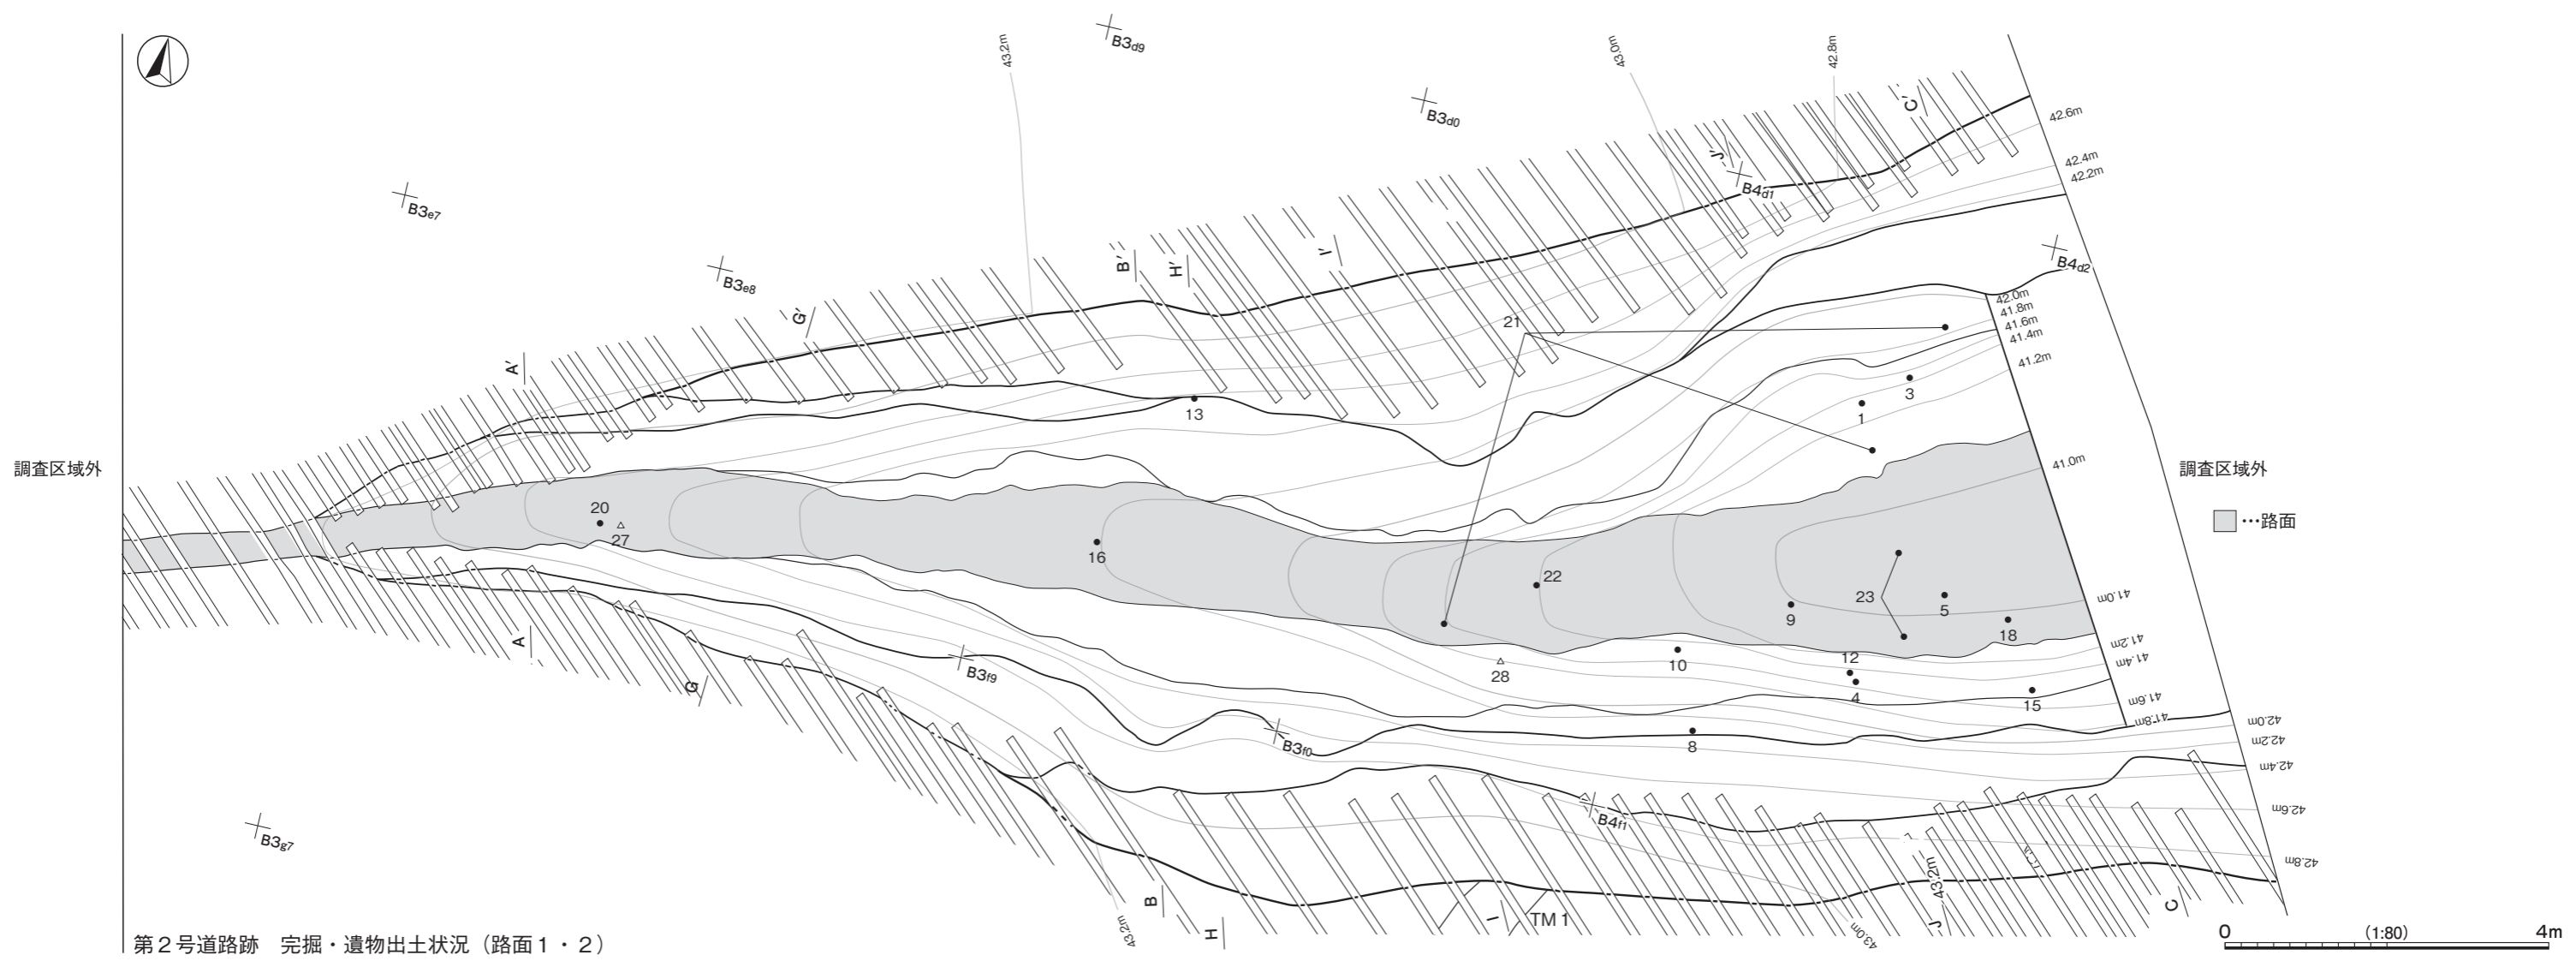 B3d9
43.2m
43.0m
42.8m
C'
B3d0
42.6m
J'
B4d1
42.4m
42.2m
B3e7
B4d2
B3e8
B'
H'
I'
G'
42.0m
41.8m
41.6m
41.4m
41.2m
21
A'
3
1
13
調査区域外
41.0m
調査区域外
20
27
16
…路面
22
23
9
5
18
41.0m
41.2m
41.4m
A
B3f9
G
28
10
12
4
15
41.6m
41.8m
42.0m
42.2m
42.4m
8
B3f0
42.6m
B4f1
B3g7
42.8m
43.2m
B
H
I
TM 1
43.0m
J
43.2m
C
第2号道路跡　完掘・遺物出土状況（路面1・2）
0 (1:80) 4m